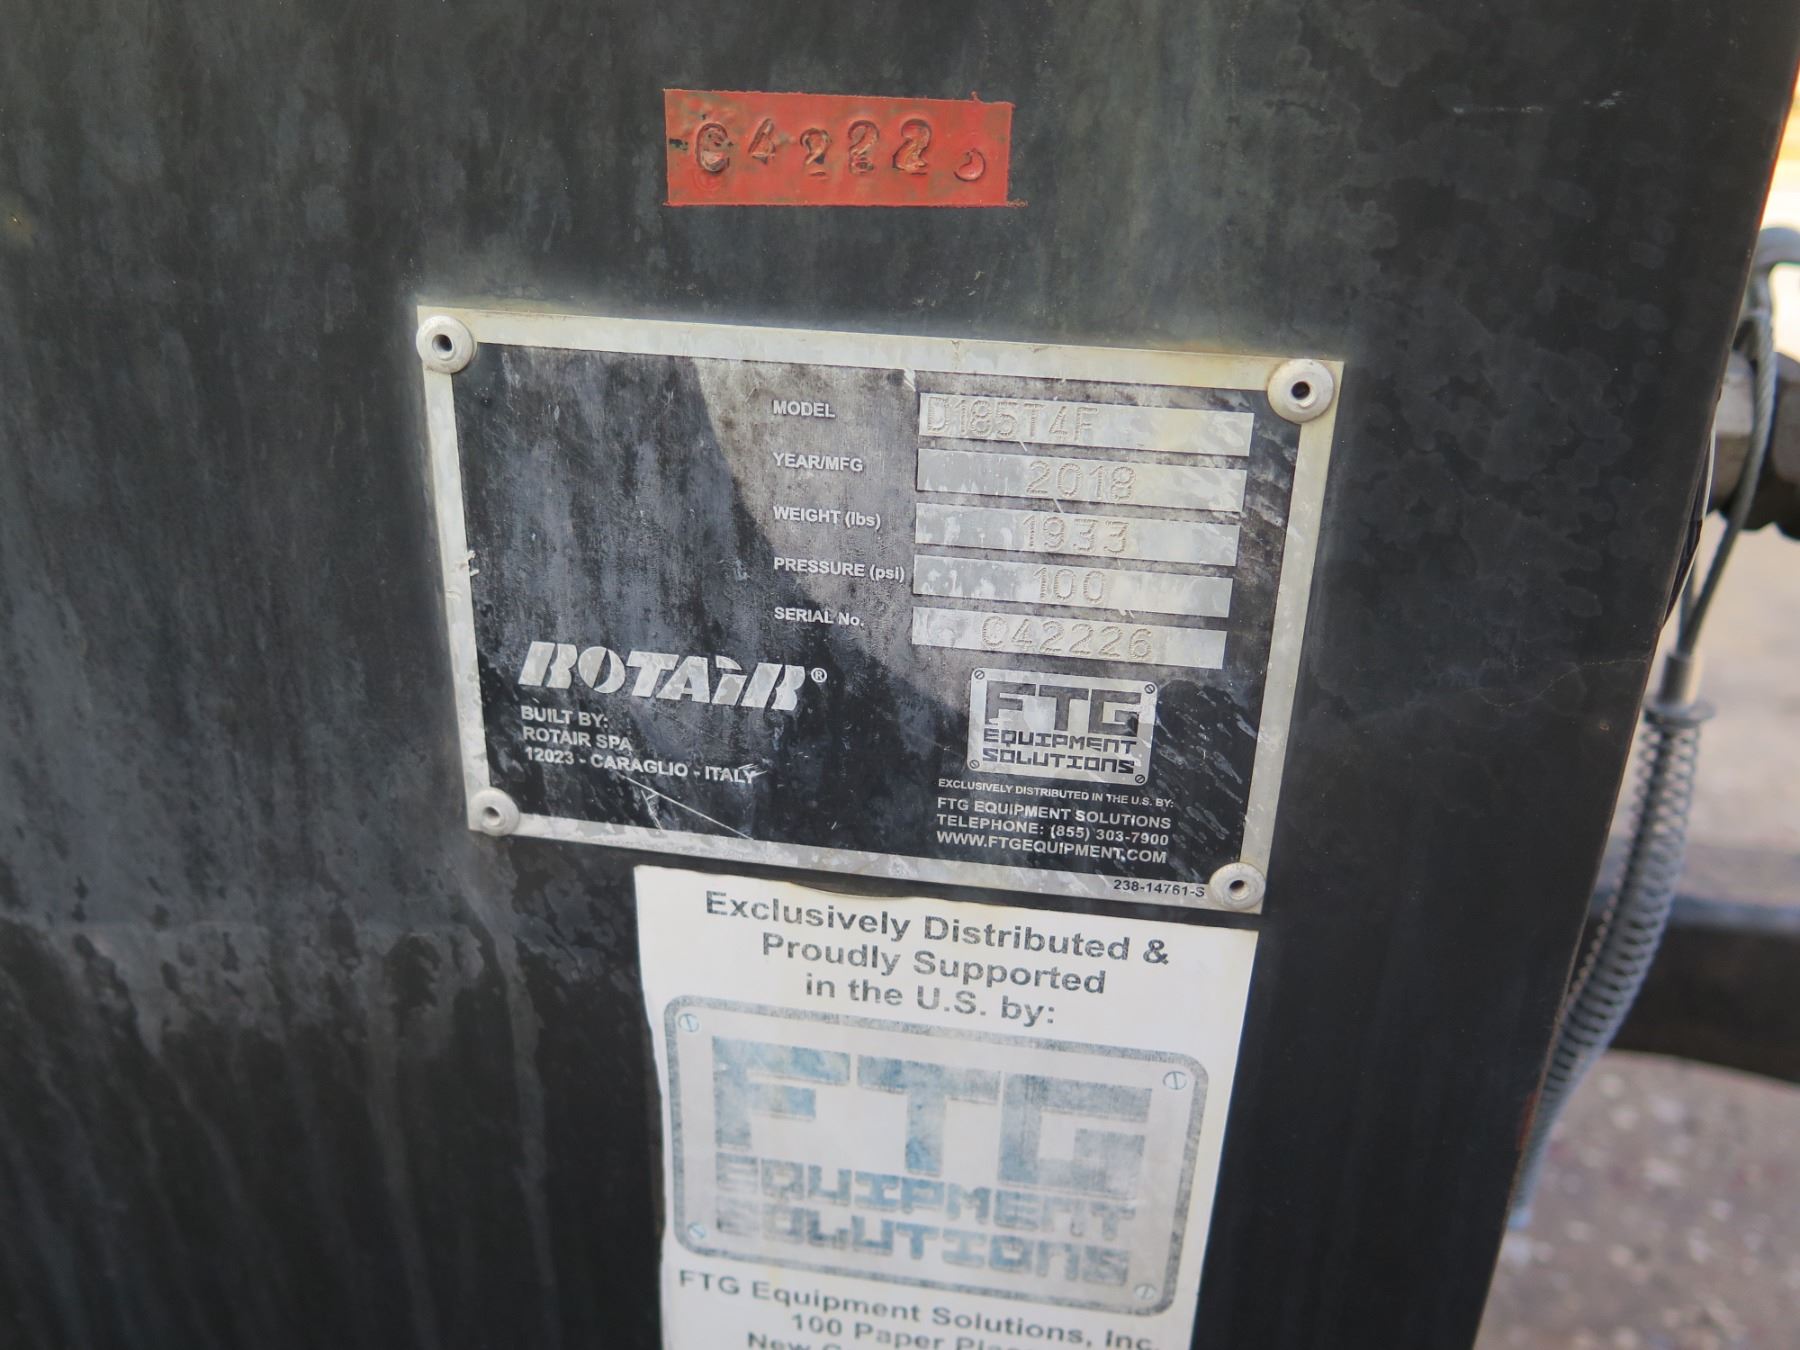 C4222
MODEL D185T4F
YEAR/MFG 2018
WEIGHT (lbs) 1933
PRESSURE (psi) 100
SERIAL No. C42226
ROTAIR®
BUILT BY:
ROTAIR SPA
12023 - CARAGLIO - ITALY
FTG
EQUIPMENT
SOLUTIONS
EXCLUSIVELY DISTRIBUTED IN THE U.S. BY:
FTG EQUIPMENT SOLUTIONS
TELEPHONE: (855) 303-7900
WWW.FTGEQUIPMENT.COM
238-14761-S
Exclusively Distributed &
Proudly Supported
in the U.S. by:
FTG
EQUIPMENT
SOLUTIONS
FTG Equipment Solutions, Inc.
100 Paper
New